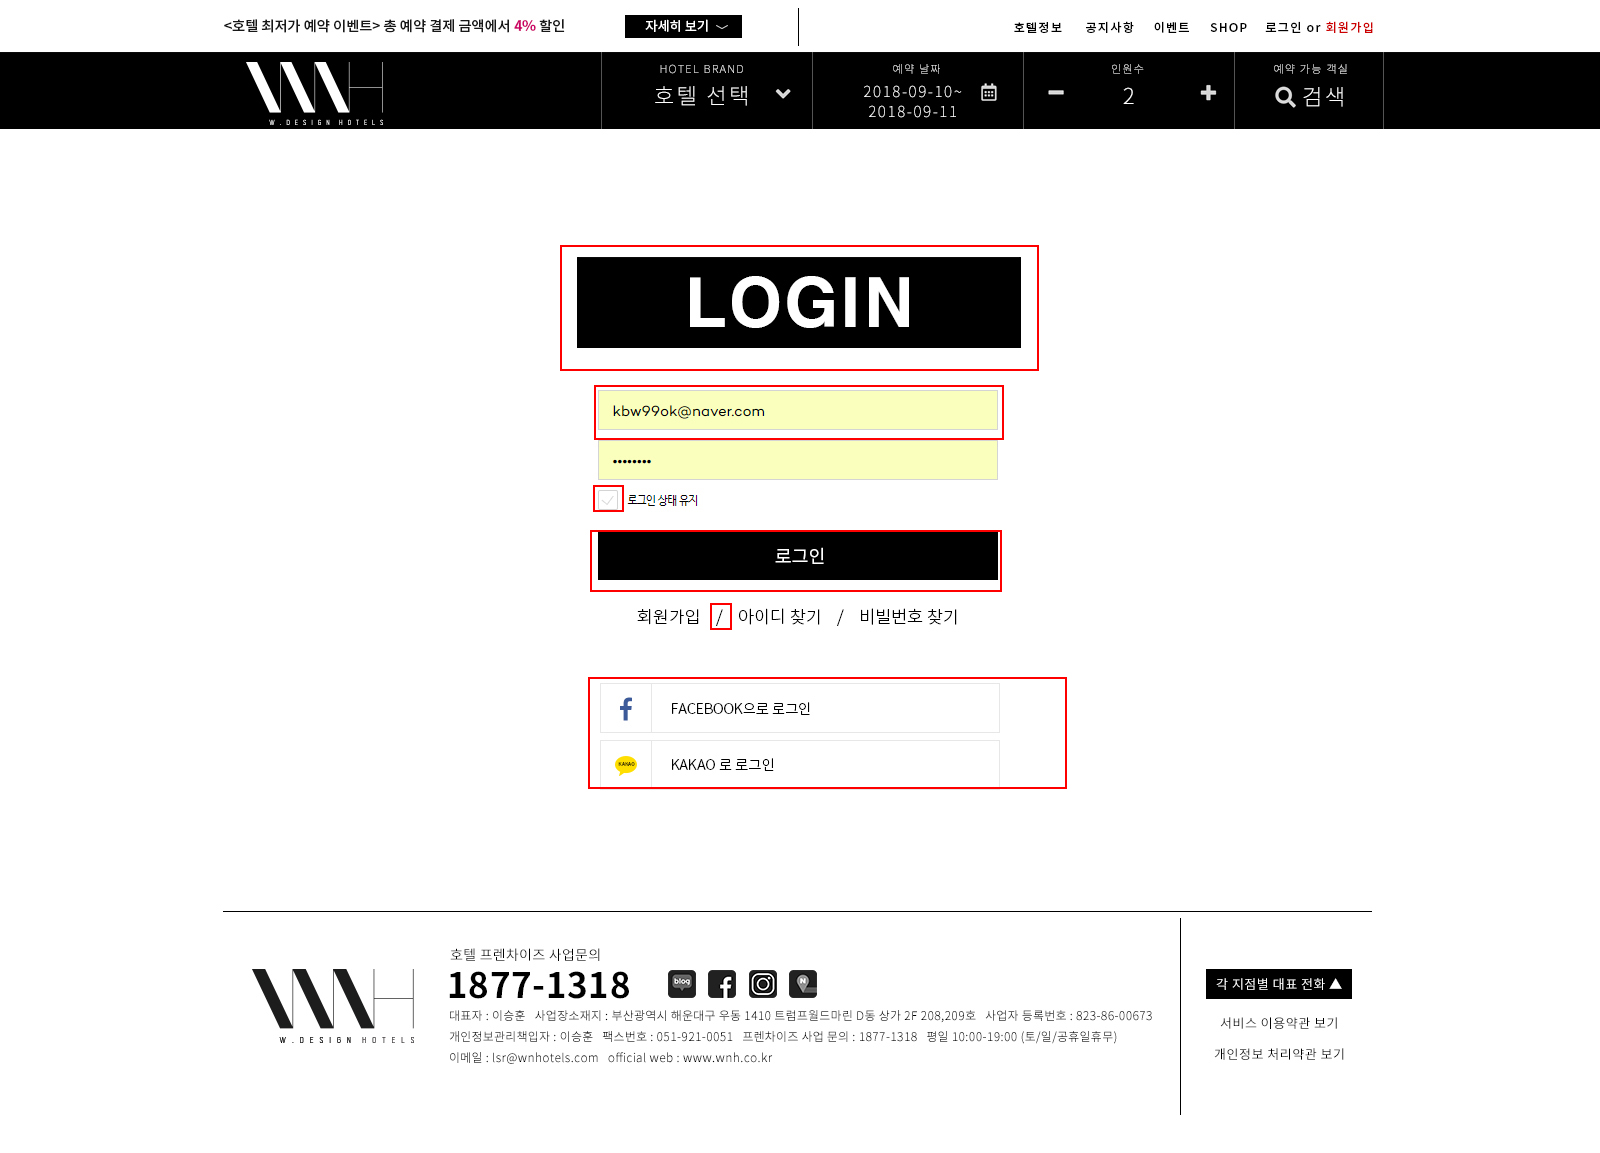 <호텔 최저가 예약 이벤트> 총 예약 결제 금액에서 4% 할인
자세히 보기
호텔정보 공지사항 이벤트 SHOP 로그인 or 회원가입
WNH
W.DESIGN HOTELS
HOTEL BRAND
호텔 선택
예약 날짜
2018-09-10~
2018-09-11
인원수
2
예약 가능 객실
검색
LOGIN
kbw99ok@naver.com
••••••••
로그인 상태 유지
로그인
회원가입 / 아이디 찾기 / 비빌번호 찾기
FACEBOOK으로 로그인
KAKAO
KAKAO 로 로그인
WNH
W.DESIGN HOTELS
호텔 프렌차이즈 사업문의
1877-1318
blog
N
대표자 : 이승훈 사업장소재지 : 부산광역시 해운대구 우동 1410 트럼프월드마린 D동 상가 2F 208,209호 사업자 등록번호 : 823-86-00673
개인정보관리책임자 : 이승훈 팩스번호 : 051-921-0051 프렌차이즈 사업 문의 : 1877-1318 평일 10:00-19:00 (토/일/공휴일휴무)
이메일 : lsr@wnhotels.com official web : www.wnh.co.kr
각 지점별 대표 전화 ▲
서비스 이용약관 보기
개인정보 처리약관 보기